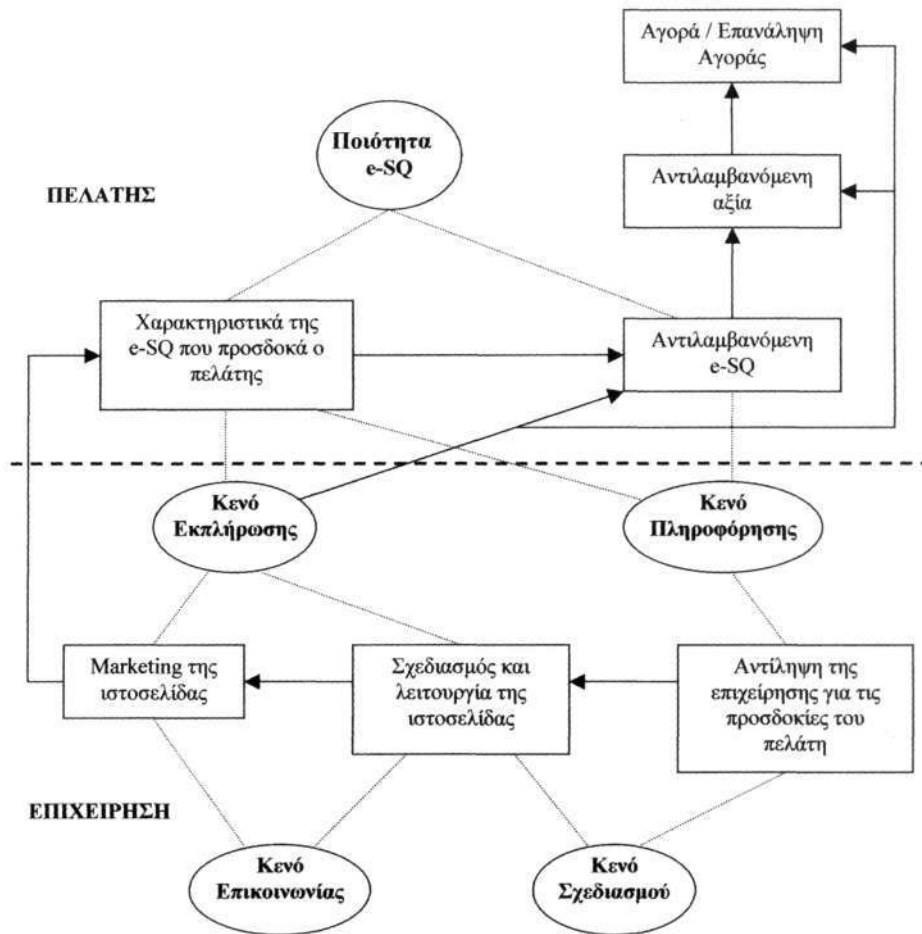 Αγορά / Επανάληψη
Αγοράς
Ποιότητα
e-SQ
ΠΕΛΑΤΗΣ
Αντιλαμβανόμενη
αξία
Χαρακτηριστικά της
e-SQ που προσδοκά ο
πελάτης
Αντιλαμβανόμενη
e-SQ
Κενό
Εκπλήρωσης
Κενό
Πληροφόρησης
Marketing της
ιστοσελίδας
Σχεδιασμός και
λειτουργία της
ιστοσελίδας
Αντίληψη της
επιχείρησης για τις
προσδοκίες του
πελάτη
ΕΠΙΧΕΙΡΗΣΗ
Κενό
Επικοινωνίας
Κενό
Σχεδιασμού